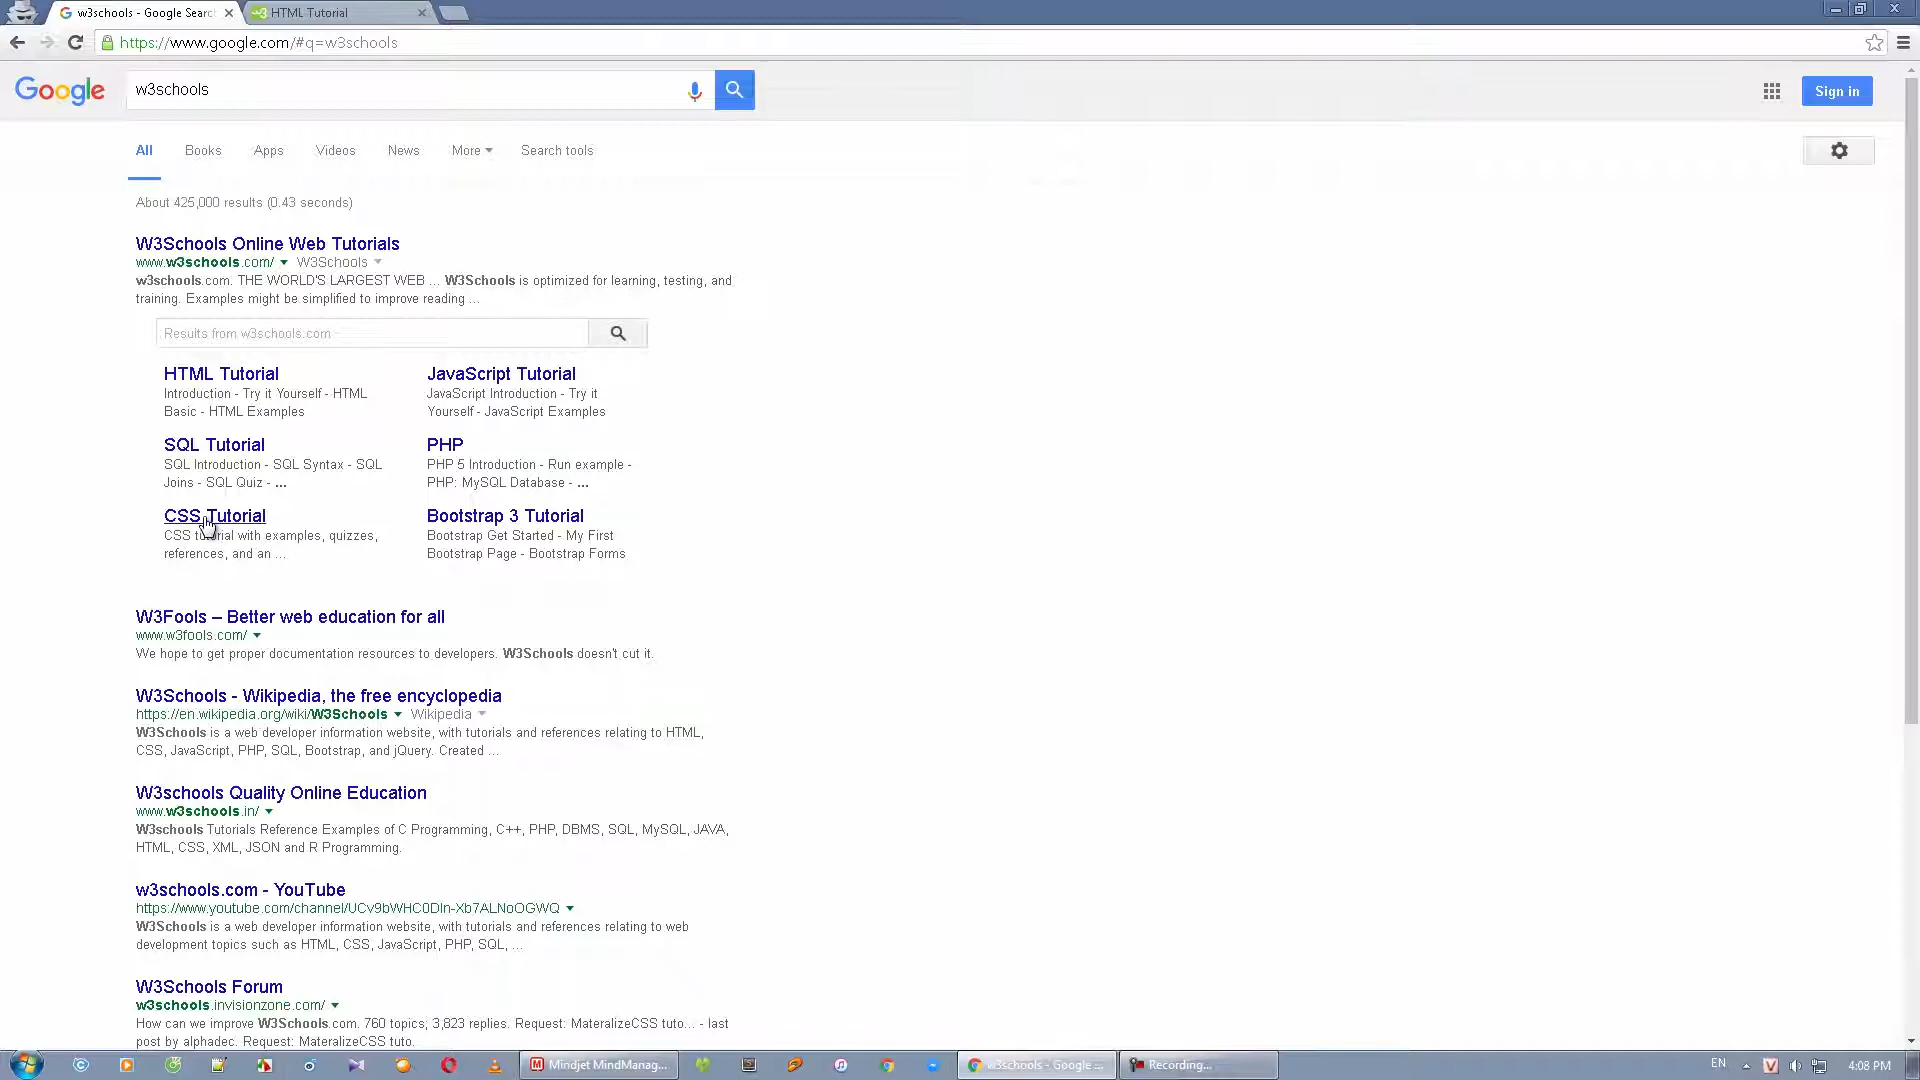 w3schools - Google Searc
HTML Tutorial
https://www.google.com/#q=w3schools
Google
w3schools
Sign in
All
Books
Apps
Videos
News
More
Search tools
About 425,000 results (0.43 seconds)
W3Schools Online Web Tutorials
www.w3schools.com/
W3Schools
w3schools.com. THE WORLD'S LARGEST WEB ... W3Schools is optimized for learning, testing, and
training. Examples might be simplified to improve reading ...
Results from w3schools.com
HTML Tutorial
Introduction - Try it Yourself - HTML
Basic - HTML Examples
JavaScript Tutorial
JavaScript Introduction - Try it
Yourself - JavaScript Examples
SQL Tutorial
SQL Introduction - SQL Syntax - SQL
Joins - SQL Quiz - ...
PHP
PHP 5 Introduction - Run example -
PHP: MySQL Database - ...
CSS Tutorial
CSS tutorial with examples, quizzes,
references, and an ...
Bootstrap 3 Tutorial
Bootstrap Get Started - My First
Bootstrap Page - Bootstrap Forms
W3Fools – Better web education for all
www.w3fools.com/
We hope to get proper documentation resources to developers. W3Schools doesn't cut it.
W3Schools - Wikipedia, the free encyclopedia
https://en.wikipedia.org/wiki/W3Schools
Wikipedia
W3Schools is a web developer information website, with tutorials and references relating to HTML,
CSS, JavaScript, PHP, SQL, Bootstrap, and jQuery. Created ...
W3schools Quality Online Education
www.w3schools.in/
W3schools Tutorials Reference Examples of C Programming, C++, PHP, DBMS, SQL, MySQL, JAVA,
HTML, CSS, XML, JSON and R Programming.
w3schools.com - YouTube
https://www.youtube.com/channel/UCv9bWHC0DIn-Xb7ALNoOGWQ
W3Schools is a web developer information website, with tutorials and references relating to web
development topics such as HTML, CSS, JavaScript, PHP, SQL, ...
W3Schools Forum
w3schools.invisionzone.com/
How can we improve W3Schools.com. 760 topics; 3,823 replies. Request: MateralizeCSS tuto... - last
post by alphadec. Request: MateralizeCSS tuto.
Mindjet MindManag...
w3schools - Google ...
Recording...
EN
4:08 PM